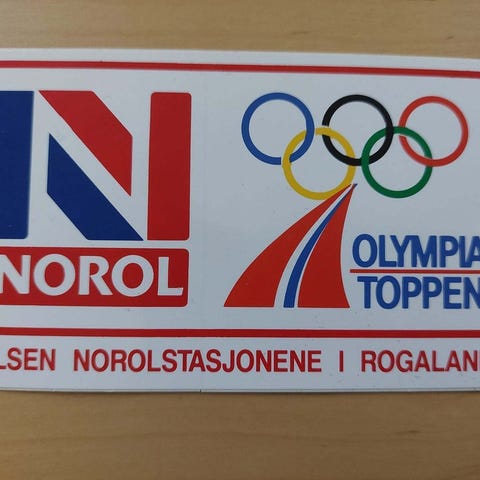 NOROL
OLYMPIA
TOPPEN
LSEN NOROLSTASJONENE I ROGALAN